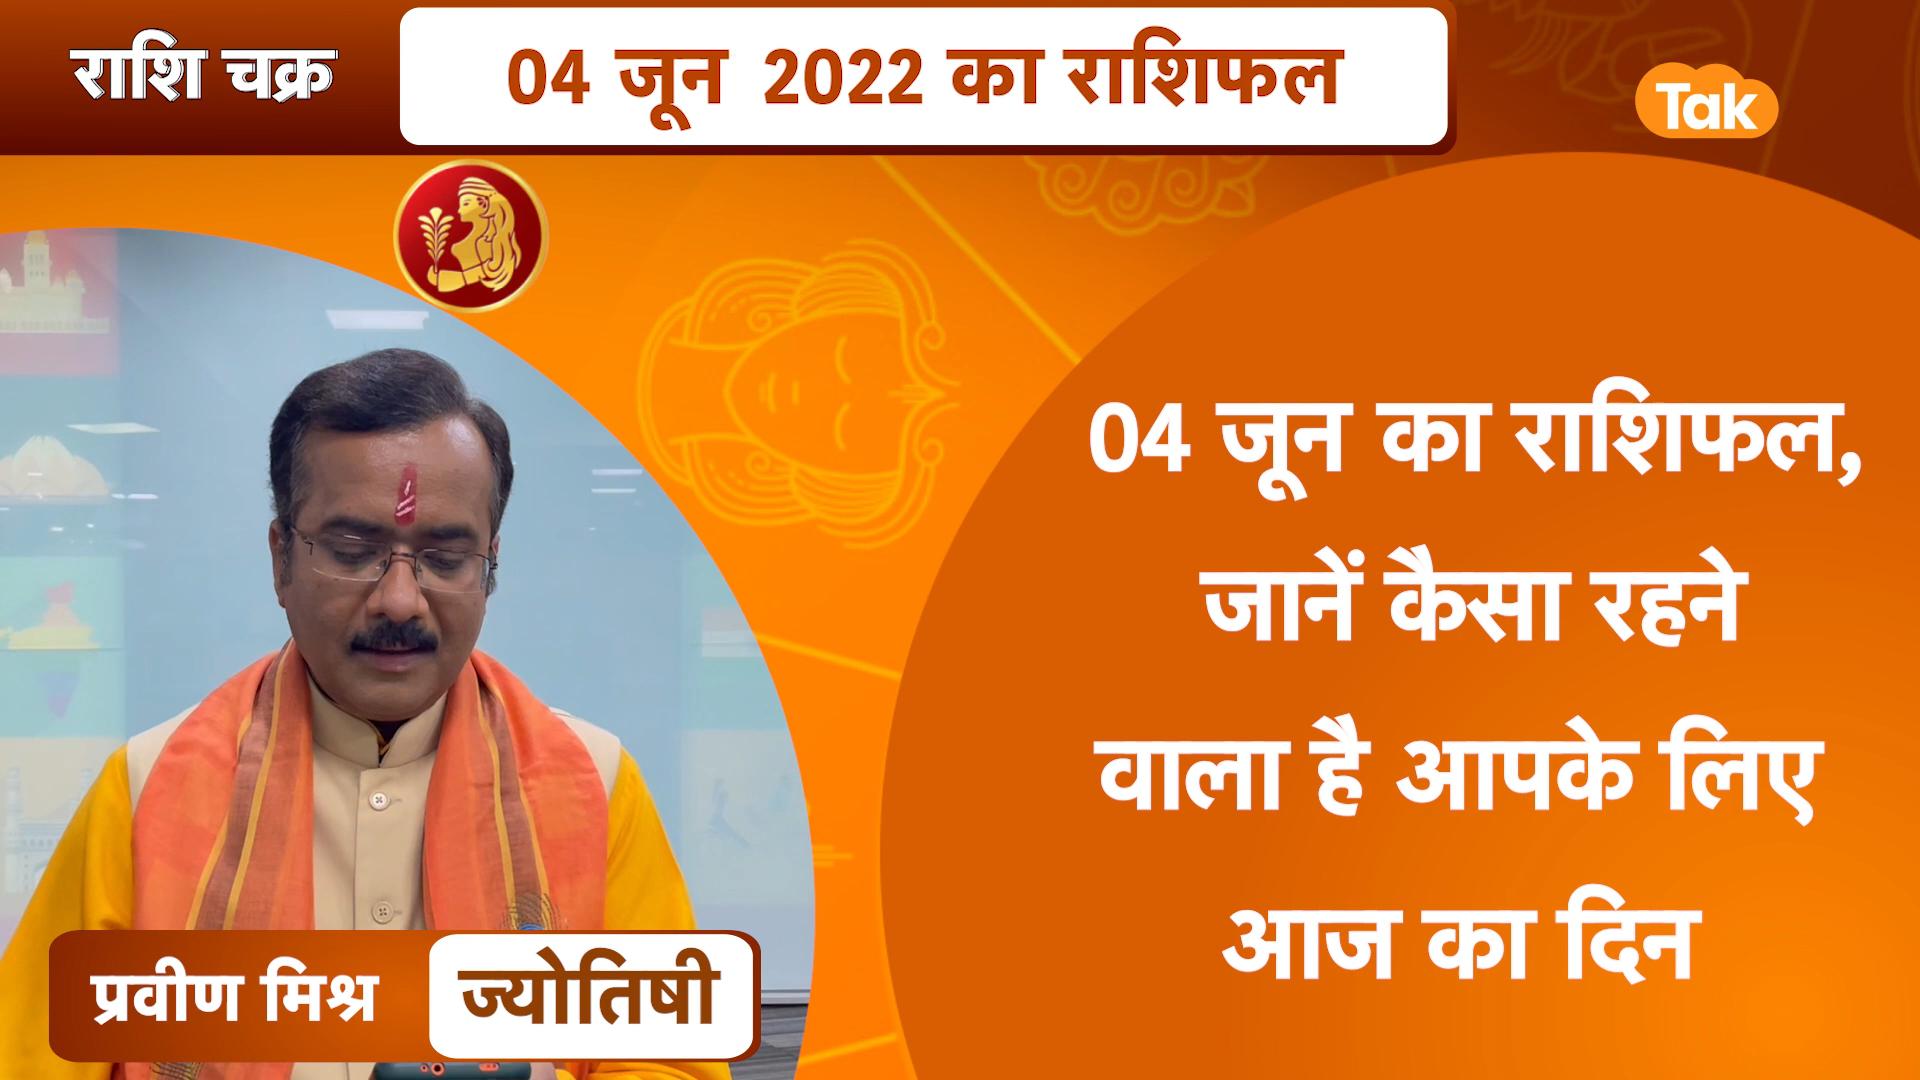 राशि चक्र
04 जून 2022 का राशिफल
Tak
04 जून का राशिफल,
जानें कैसा रहने
वाला है आपके लिए
आज का दिन
प्रवीण मिश्र
ज्योतिषी